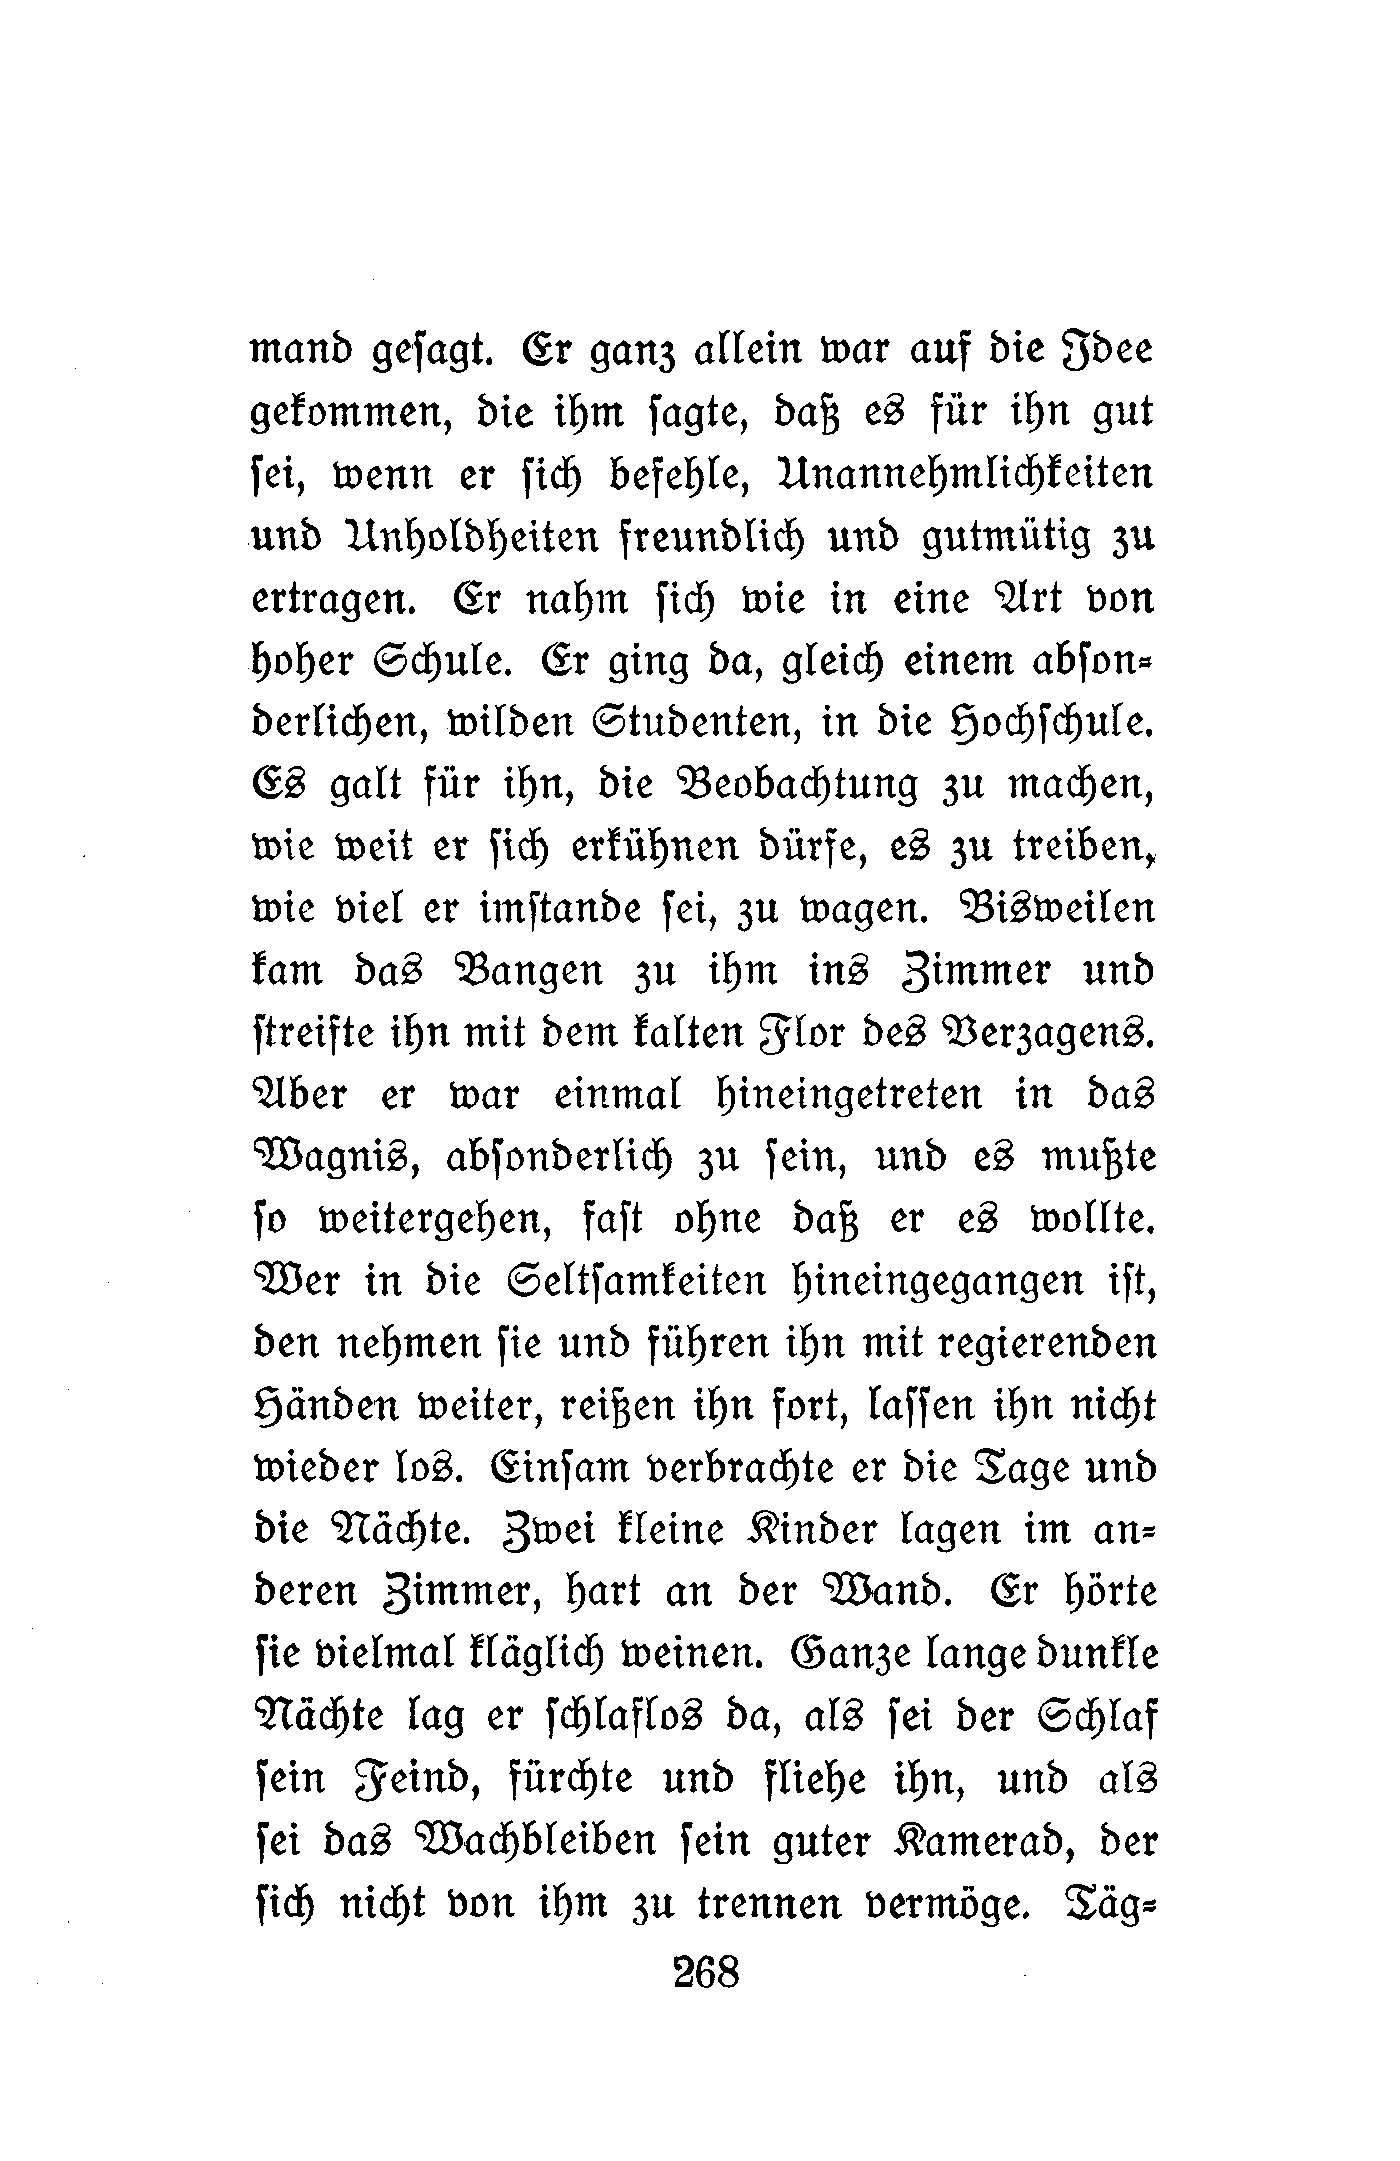 mand geſagt. Er ganz allein war auf die Idee
gekommen, die ihm ſagte, daß es für ihn gut
ſei, wenn er ſich befehle, Unannehmlichkeiten
und Unholdheiten freundlich und gutmütig zu
ertragen. Er nahm ſich wie in eine Art von
hoher Schule. Er ging da, gleich einem abſon⸗
derlichen, wilden Studenten, in die Hochſchule.
Es galt für ihn, die Beobachtung zu machen,
wie weit er ſich erkühnen dürfe, es zu treiben,
wie viel er imſtande ſei, zu wagen. Bisweilen
kam das Bangen zu ihm ins Zimmer und
ſtreifte ihn mit dem kalten Flor des Verzagens.
Aber er war einmal hineingetreten in das
Wagnis, abſonderlich zu ſein, und es mußte
ſo weitergehen, faſt ohne daß er es wollte.
Wer in die Seltſamkeiten hineingegangen iſt,
den nehmen ſie und führen ihn mit regierenden
Händen weiter, reißen ihn fort, laſſen ihn nicht
wieder los. Einſam verbrachte er die Tage und
die Nächte. Zwei kleine Kinder lagen im an⸗
deren Zimmer, hart an der Wand. Er hörte
ſie vielmal kläglich weinen. Ganze lange dunkle
Nächte lag er ſchlaflos da, als ſei der Schlaf
ſein Feind, fürchte und fliehe ihn, und als
ſei das Wachbleiben ſein guter Kamerad, der
ſich nicht von ihm zu trennen vermöge. Täg⸗
268